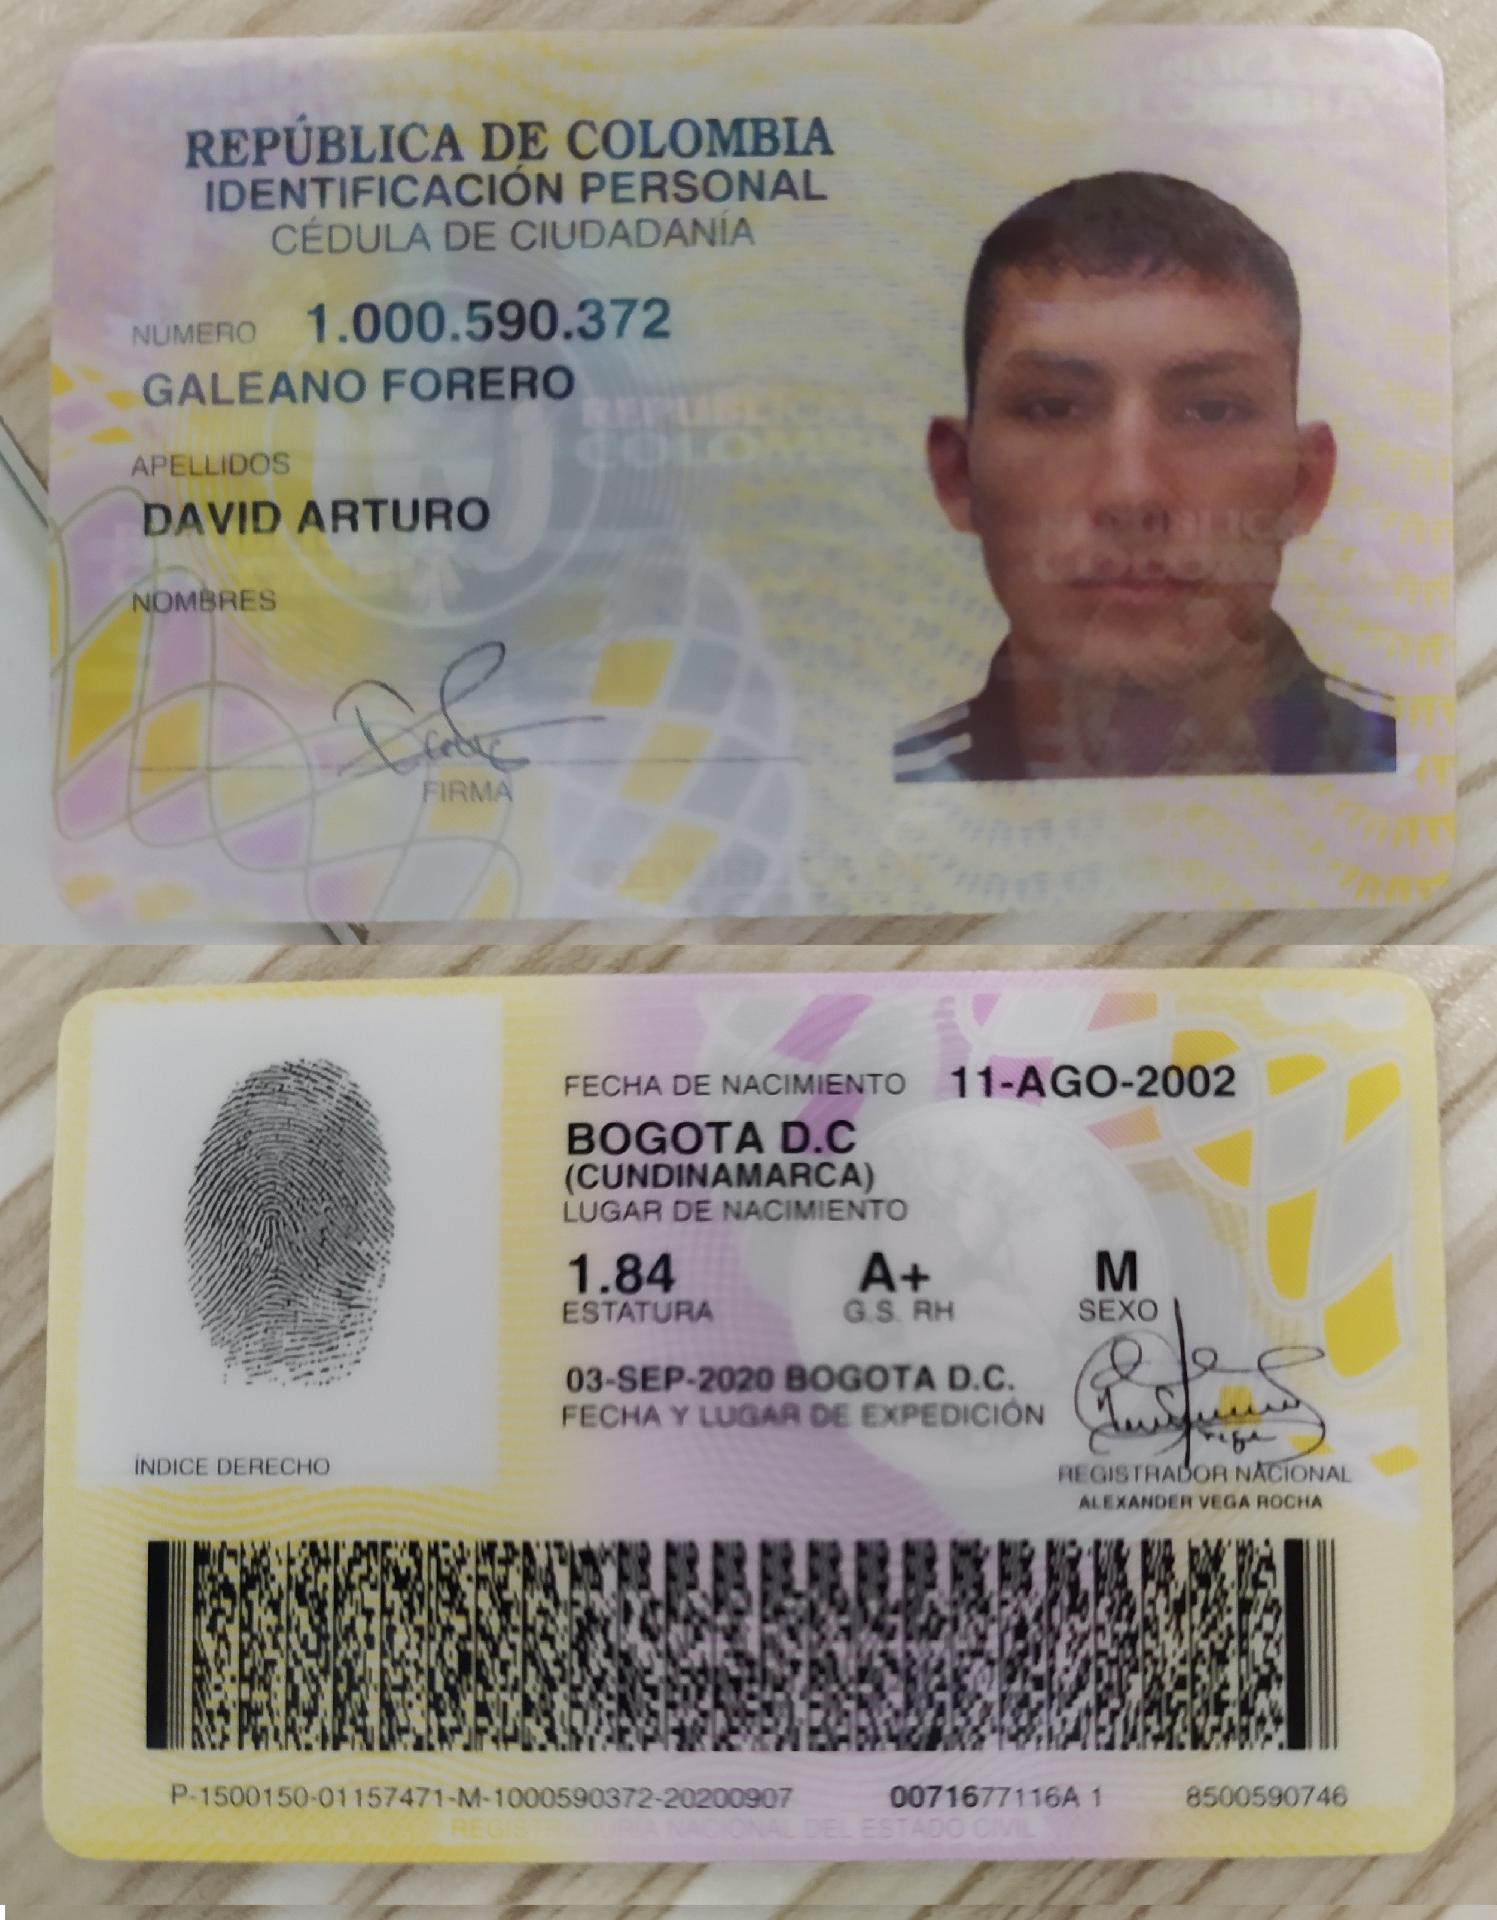 REPÚBLICA DE COLOMBIA
IDENTIFICACIÓN PERSONAL
CÉDULA DE CIUDADANÍA
NÚMERO 1.000.590.372
GALEANO FORERO
APELLIDOS
DAVID ARTURO
NOMBRES
FIRMA
FECHA DE NACIMIENTO 11-AGO-2002
BOGOTA D.C
(CUNDINAMARCA)
LUGAR DE NACIMIENTO
1.84 A+ M
ESTATURA G.S. RH SEXO
03-SEP-2020 BOGOTA D.C.
FECHA Y LUGAR DE EXPEDICIÓN
ÍNDICE DERECHO
REGISTRADOR NACIONAL
ALEXANDER VEGA ROCHA
P-1500150-01157471-M-1000590372-20200907 0071677116A 1 8500590746
REGISTRADURIA NACIONAL DEL ESTADO CIVIL